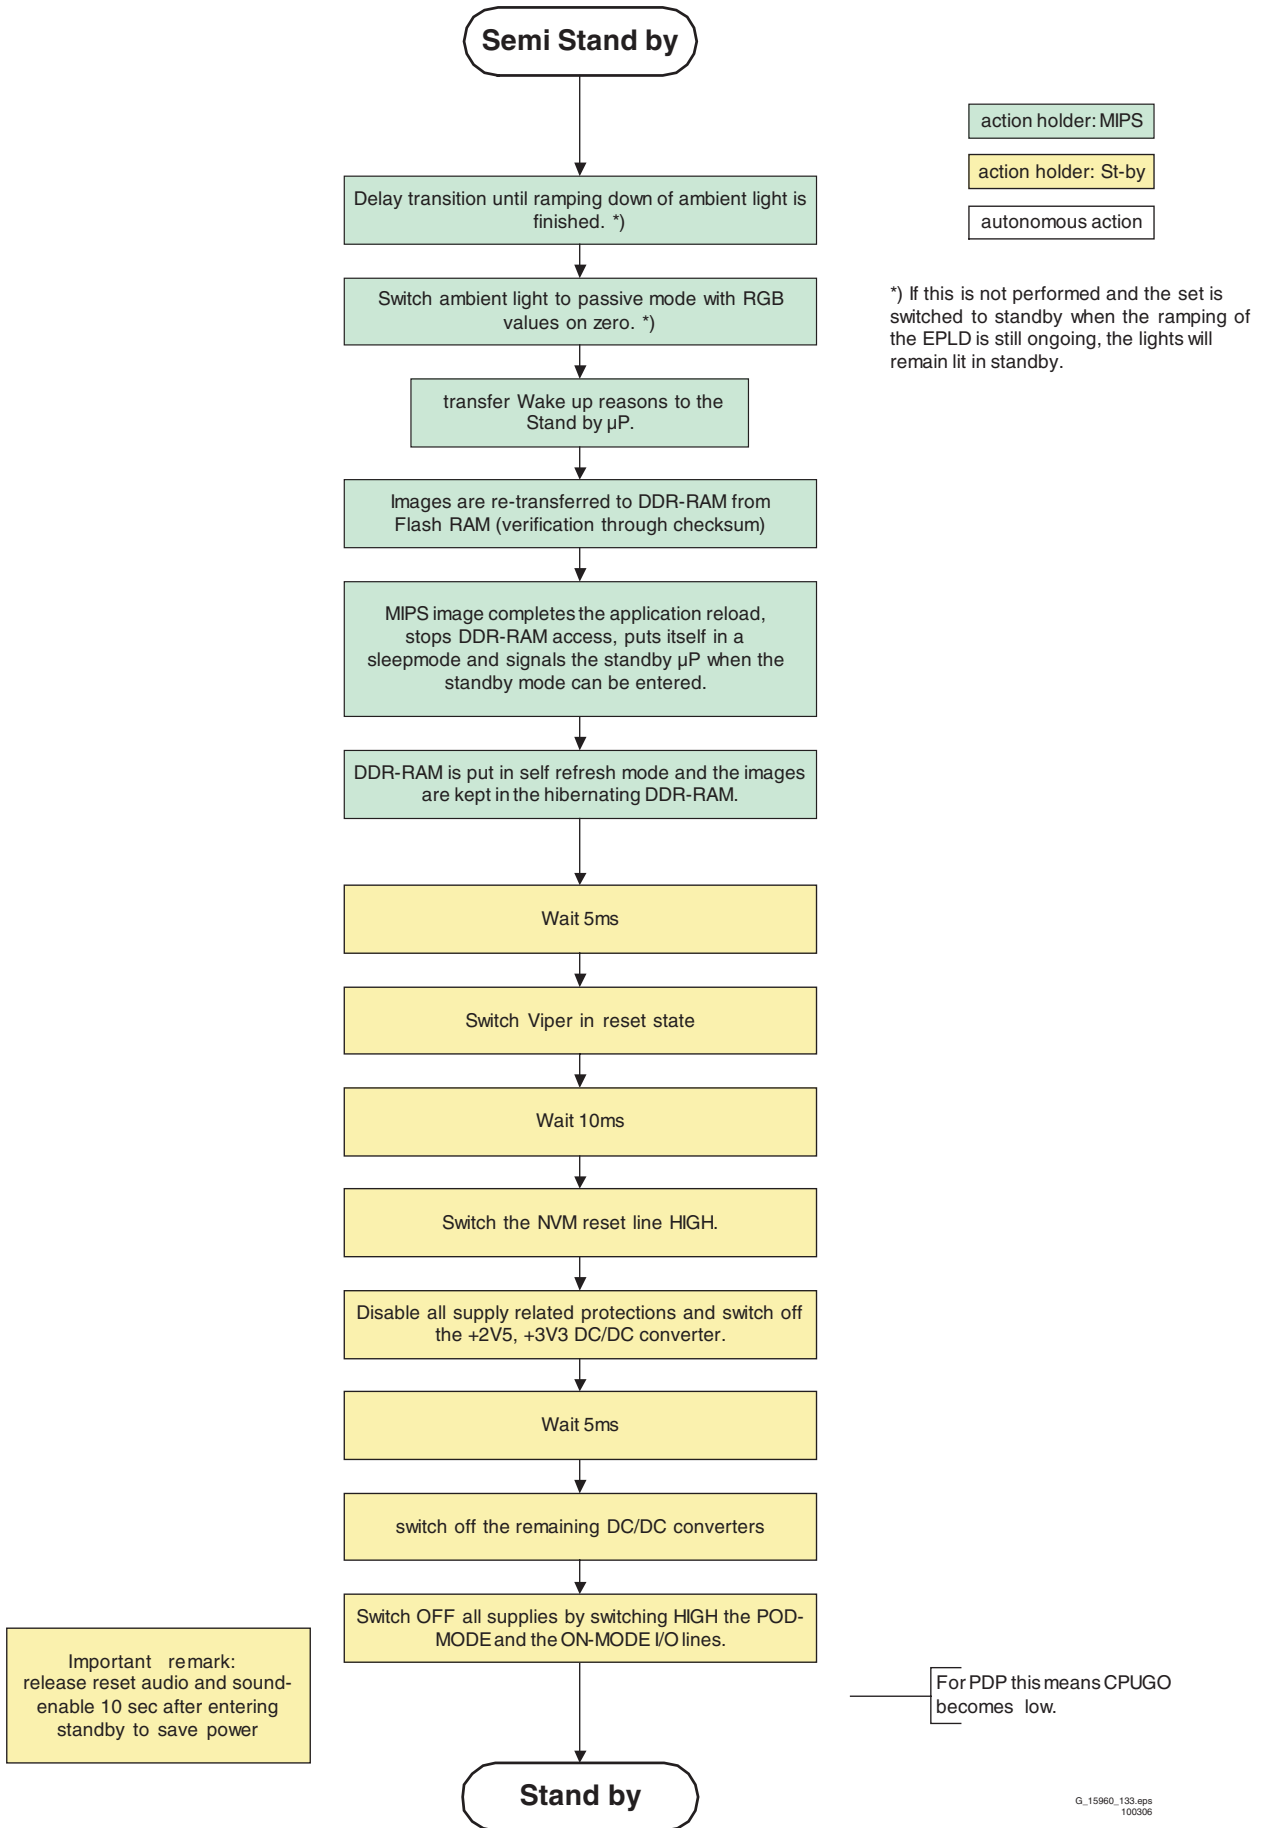 Semi Stand by
action holder: MIPS
action holder: St-by
autonomous action
Delay transition until ramping down of ambient light is
finished. *)
Switch ambient light to passive mode with RGB
values on zero. *)
*) If this is not performed and the set is
switched to standby when the ramping of
the EPLD is still ongoing, the lights will
remain lit in standby.
transfer Wake up reasons to the
Stand by µP.
Images are re-transferred to DDR-RAM from
Flash RAM (verification through checksum)
MIPS image completes the application reload,
stops DDR-RAM access, puts itself in a
sleepmode and signals the standby µP when the
standby mode can be entered.
DDR-RAM is put in self refresh mode and the images
are kept in the hibernating DDR-RAM.
Wait 5ms
Switch Viper in reset state
Wait 10ms
Switch the NVM reset line HIGH.
Disable all supply related protections and switch off
the +2V5, +3V3 DC/DC converter.
Wait 5ms
switch off the remaining DC/DC converters
Switch OFF all supplies by switching HIGH the POD-
MODE and the ON-MODE I/O lines.
Important remark:
release reset audio and sound-
enable 10 sec after entering
standby to save power
For PDP this means CPUGO
becomes low.
Stand by
G_15960_133.eps
100306